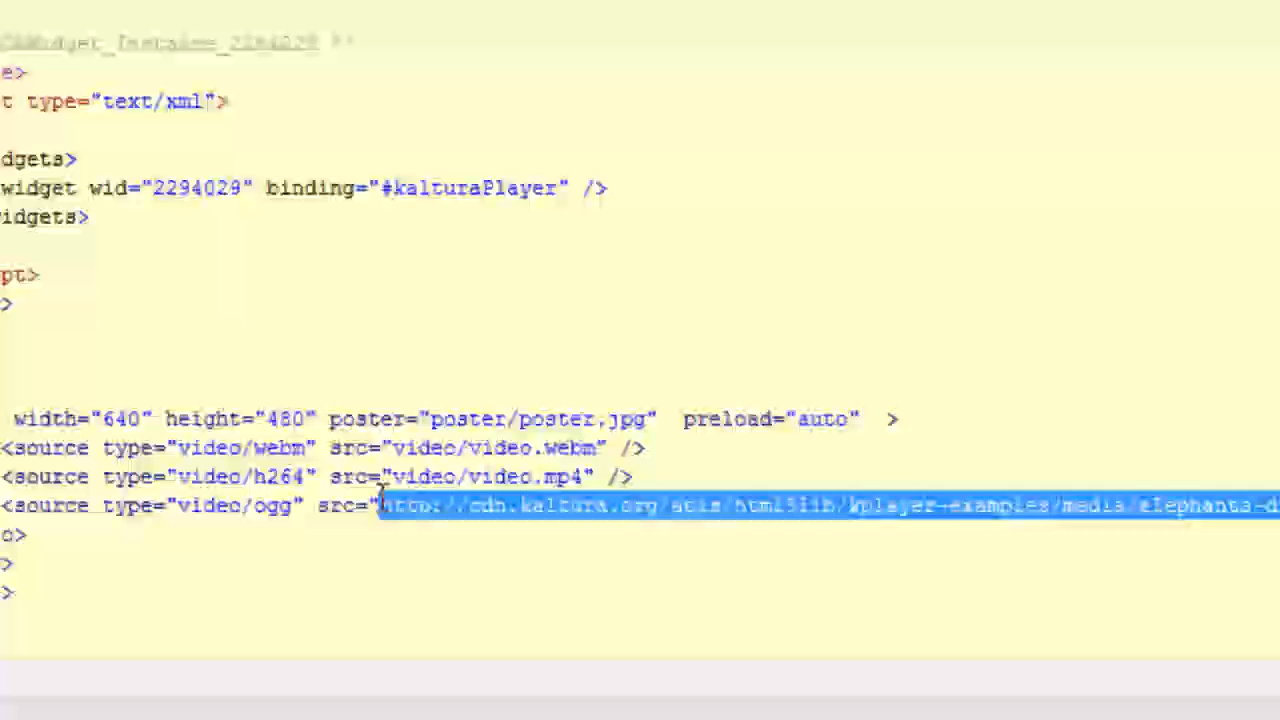 e>
t type="text/xml">
dgets>
widget wid="2294029" binding="#kalturaPlayer" />
idgets>
pt>
>
width="640" height="480" poster="poster/poster.jpg" preload="auto" >
<source type="video/webm" src="video/video.webm" />
<source type="video/h264" src="video/video.mp4" />
<source type="video/ogg" src="http://cdn.kaltura.org/apis/html5lib/kplayer-examples/media/elephants-d
o>
>
>